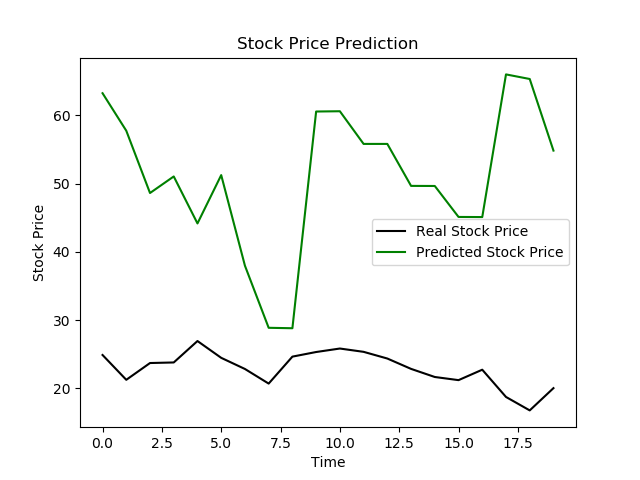 Stock Price Prediction
60
50
40
30
20
Stock Price
Real Stock Price
Predicted Stock Price
0.0 2.5 5.0 7.5 10.0 12.5 15.0 17.5
Time